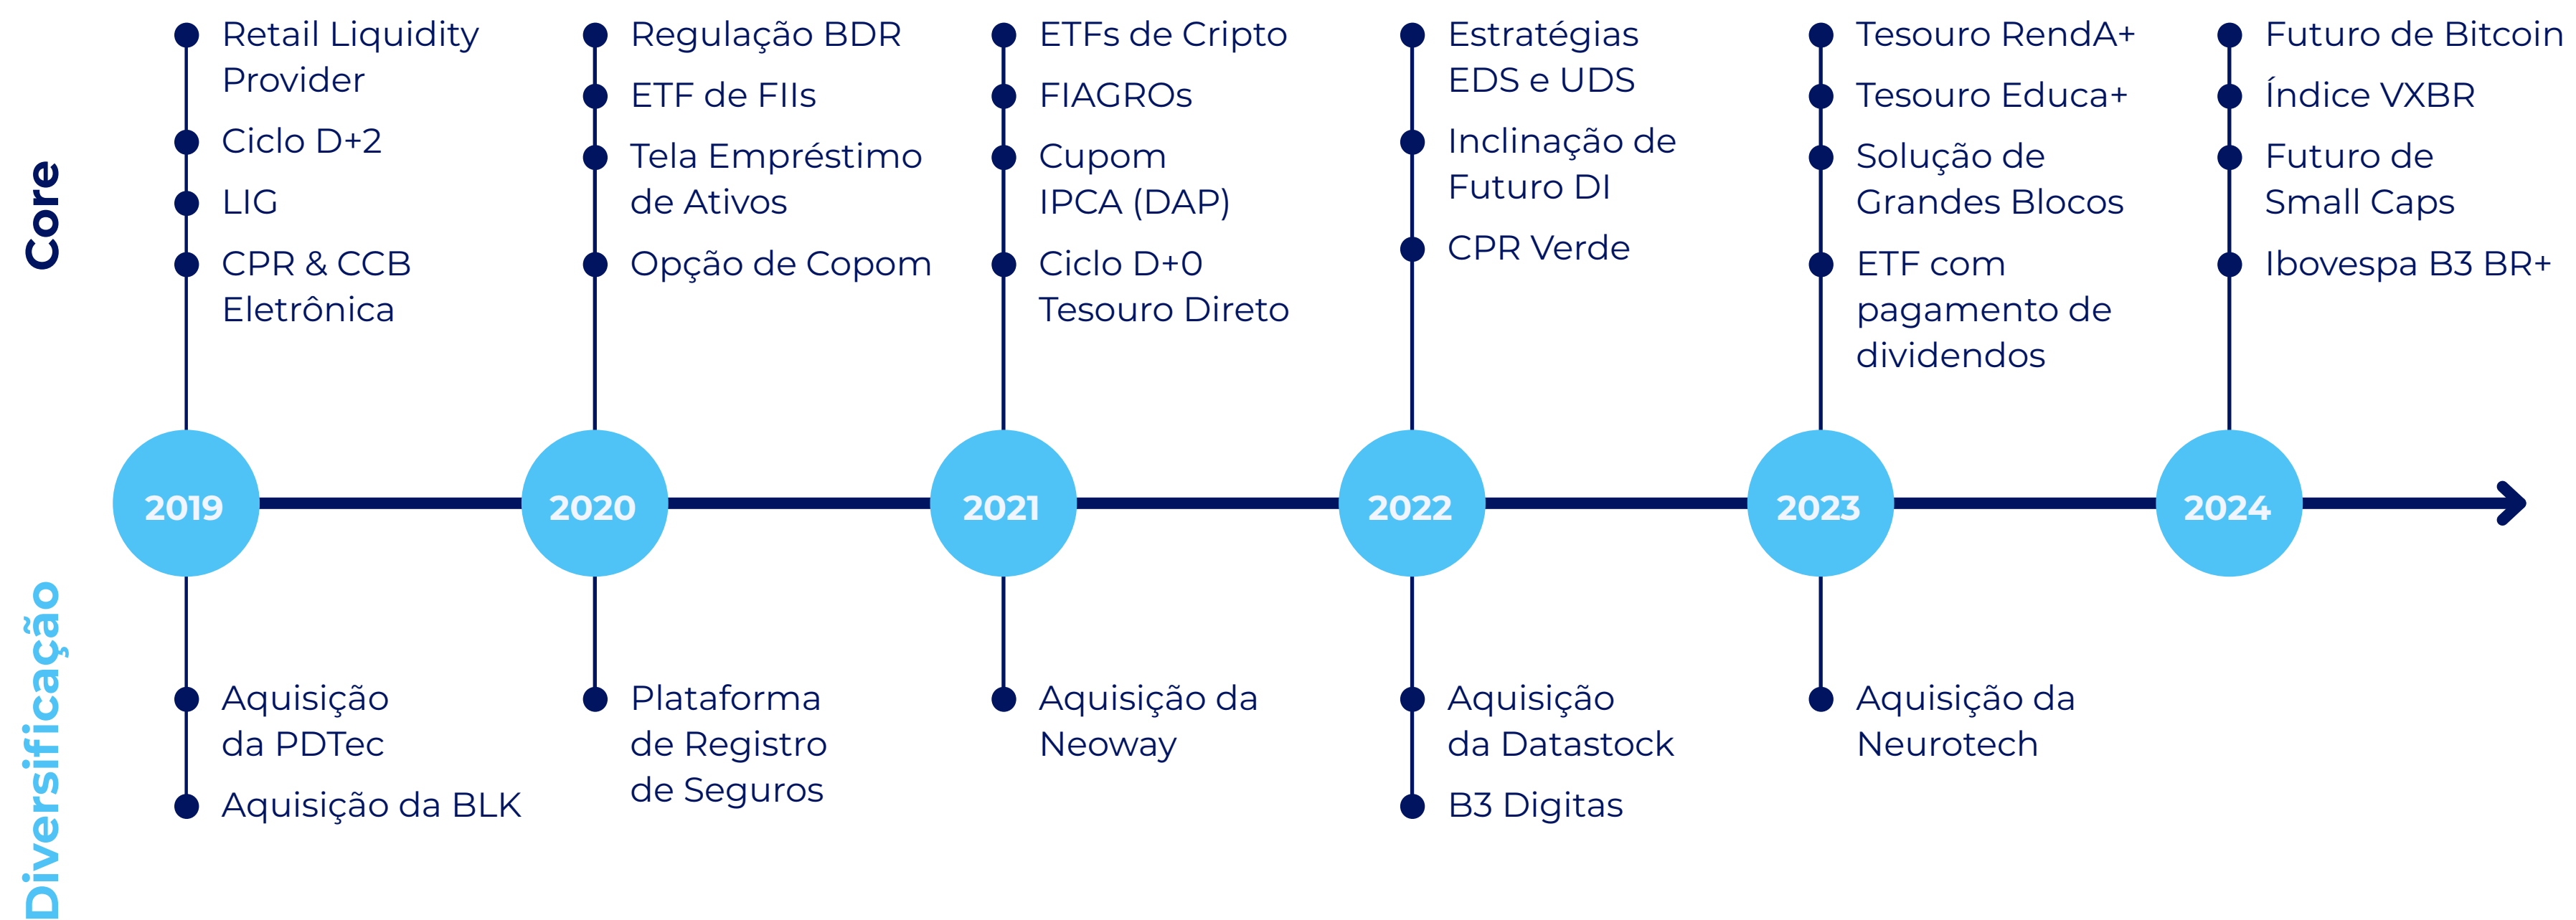 Core
Retail Liquidity
Provider
Ciclo D+2
LIG
CPR & CCB
Eletrônica
Regulação BDR
ETF de FIIs
Tela Empréstimo
de Ativos
Opção de Copom
ETFs de Cripto
FIAGROs
Cupom
IPCA (DAP)
Ciclo D+0
Tesouro Direto
Estratégias
EDS e UDS
Inclinação de
Futuro DI
CPR Verde
Tesouro RendA+
Tesouro Educa+
Solução de
Grandes Blocos
ETF com
pagamento de
dividendos
Futuro de Bitcoin
Índice VXBR
Futuro de
Small Caps
Ibovespa B3 BR+
2019
2020
2021
2022
2023
2024
Diversificação
Aquisição
da PDTec
Aquisição da BLK
Plataforma
de Registro
de Seguros
Aquisição da
Neoway
Aquisição
da Datastock
B3 Digitas
Aquisição da
Neurotech